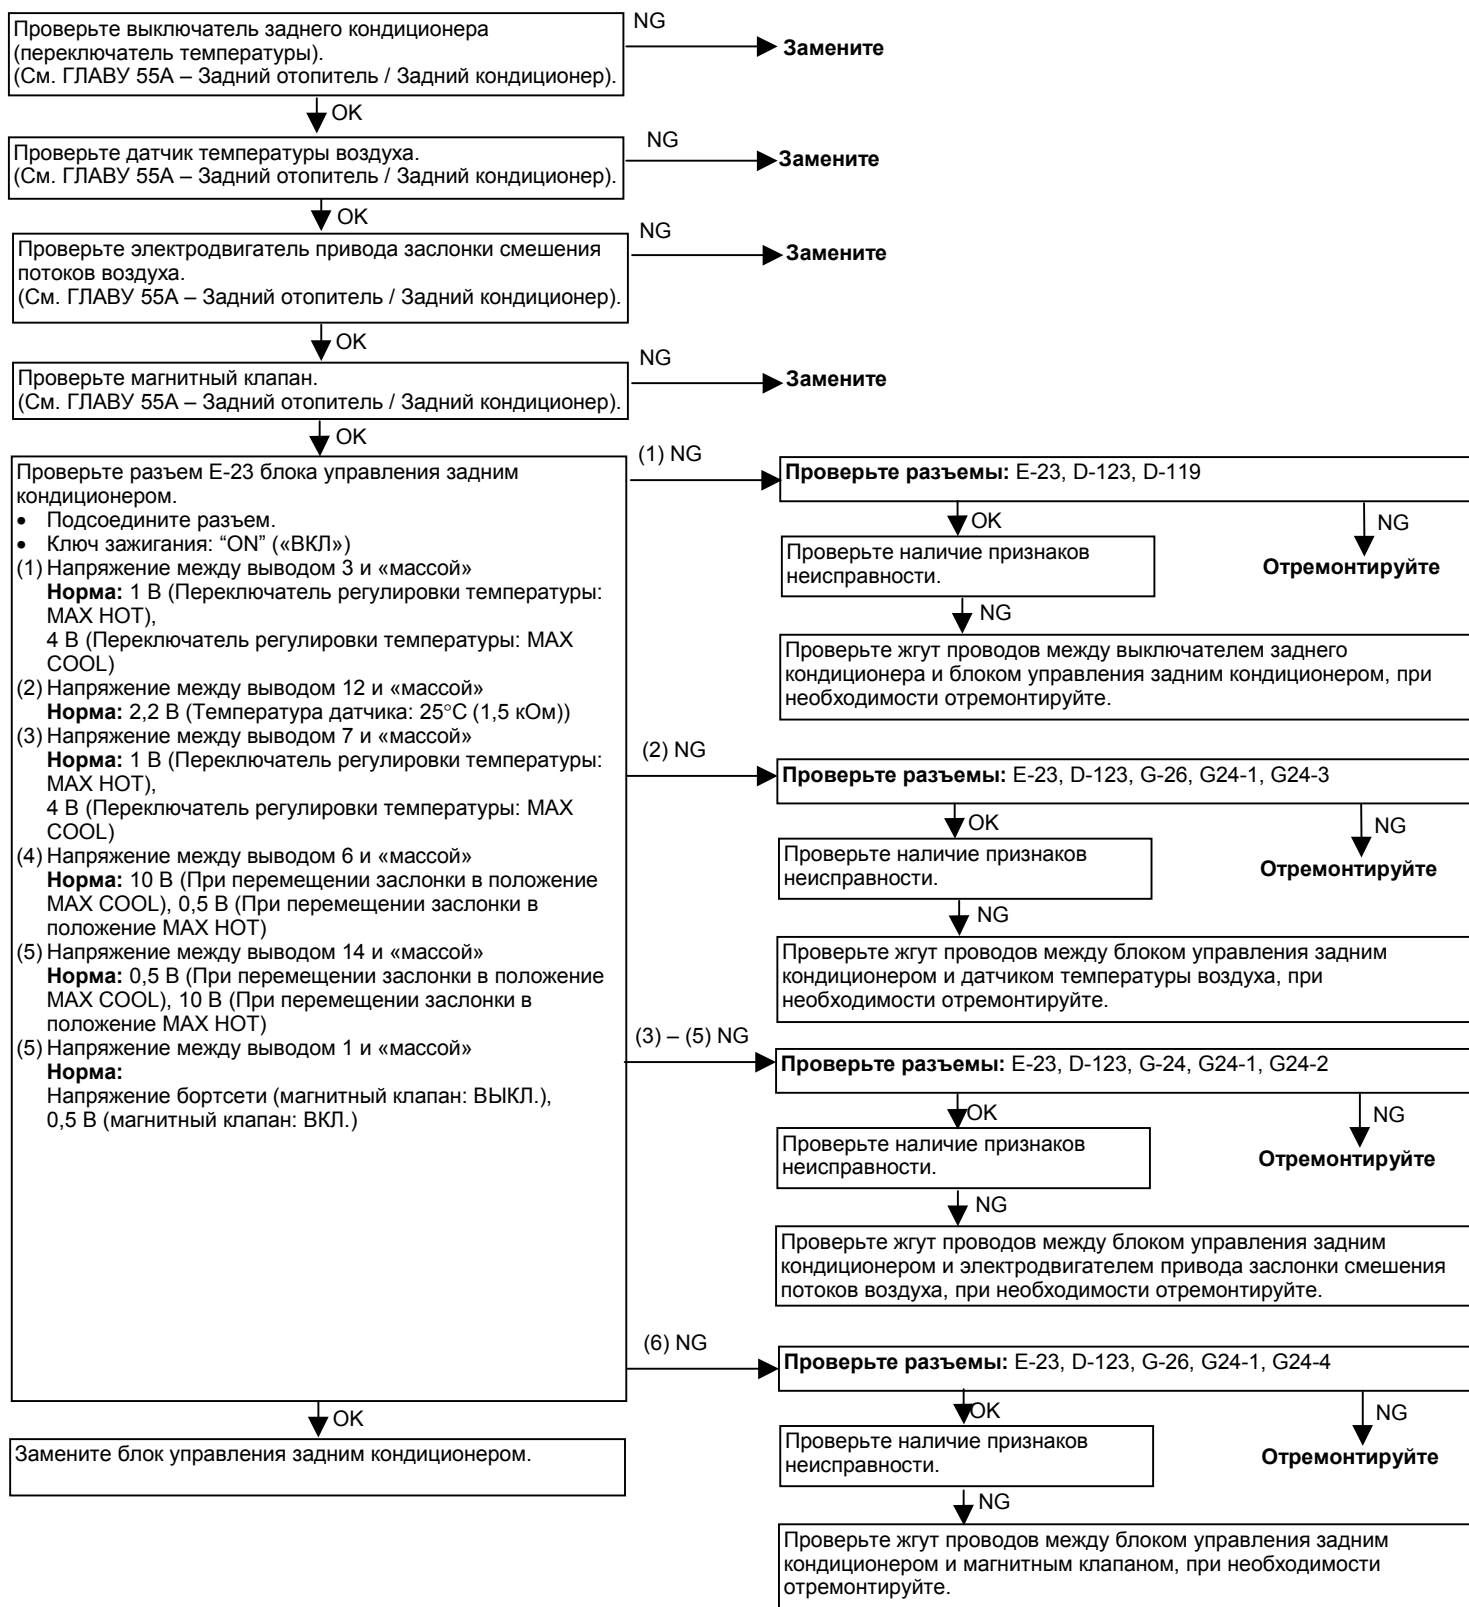 Проверьте выключатель заднего кондиционера
(переключатель температуры).
(См. ГЛАВУ 55А – Задний отопитель / Задний кондиционер).
NG
Замените
OK
Проверьте датчик температуры воздуха.
(См. ГЛАВУ 55А – Задний отопитель / Задний кондиционер).
NG
Замените
OK
Проверьте электродвигатель привода заслонки смешения
потоков воздуха.
(См. ГЛАВУ 55А – Задний отопитель / Задний кондиционер).
NG
Замените
OK
Проверьте магнитный клапан.
(См. ГЛАВУ 55А – Задний отопитель / Задний кондиционер).
NG
Замените
OK
Проверьте разъем Е-23 блока управления задним
кондиционером.
• Подсоедините разъем.
• Ключ зажигания: “ON” («ВКЛ»)
(1) Напряжение между выводом 3 и «массой»
Норма: 1 В (Переключатель регулировки температуры:
MAX HOT),
4 В (Переключатель регулировки температуры: MAX
COOL)
(2) Напряжение между выводом 12 и «массой»
Норма: 2,2 В (Температура датчика: 25°С (1,5 кОм))
(3) Напряжение между выводом 7 и «массой»
Норма: 1 В (Переключатель регулировки температуры:
MAX HOT),
4 В (Переключатель регулировки температуры: MAX
COOL)
(4) Напряжение между выводом 6 и «массой»
Норма: 10 В (При перемещении заслонки в положение
MAX COOL), 0,5 В (При перемещении заслонки в
положение MAX HOT)
(5) Напряжение между выводом 14 и «массой»
Норма: 0,5 В (При перемещении заслонки в положение
MAX COOL), 10 В (При перемещении заслонки в
положение MAX HOT)
(5) Напряжение между выводом 1 и «массой»
Норма:
Напряжение бортсети (магнитный клапан: ВЫКЛ.),
0,5 В (магнитный клапан: ВКЛ.)
OK
Замените блок управления задним кондиционером.
(1) NG
Проверьте разъемы: E-23, D-123, D-119
OK
NG
Проверьте наличие признаков
неисправности.
Отремонтируйте
NG
Проверьте жгут проводов между выключателем заднего
кондиционера и блоком управления задним кондиционером, при
необходимости отремонтируйте.
(2) NG
Проверьте разъемы: E-23, D-123, G-26, G24-1, G24-3
OK
NG
Проверьте наличие признаков
неисправности.
Отремонтируйте
NG
Проверьте жгут проводов между блоком управления задним
кондиционером и датчиком температуры воздуха, при
необходимости отремонтируйте.
(3) – (5) NG
Проверьте разъемы: E-23, D-123, G-24, G24-1, G24-2
OK
NG
Проверьте наличие признаков
неисправности.
Отремонтируйте
NG
Проверьте жгут проводов между блоком управления задним
кондиционером и электродвигателем привода заслонки смешения
потоков воздуха, при необходимости отремонтируйте.
(6) NG
Проверьте разъемы: E-23, D-123, G-26, G24-1, G24-4
OK
NG
Проверьте наличие признаков
неисправности.
Отремонтируйте
NG
Проверьте жгут проводов между блоком управления задним
кондиционером и магнитным клапаном, при необходимости
отремонтируйте.